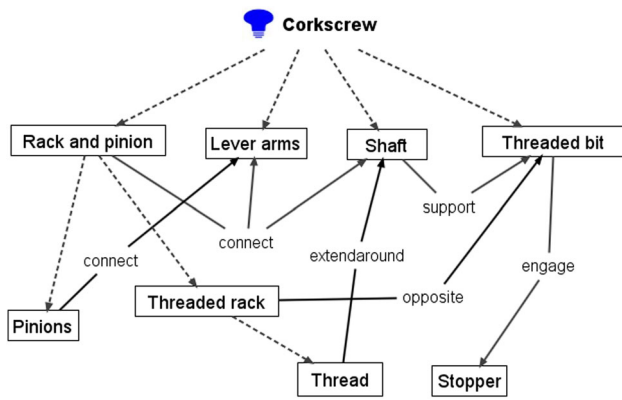 Corkscrew
Rack and pinion
Lever arms
Shaft
Threaded bit
support
connect
extendaround
connect
engage
Threaded rack
opposite
Pinions
Thread
Stopper